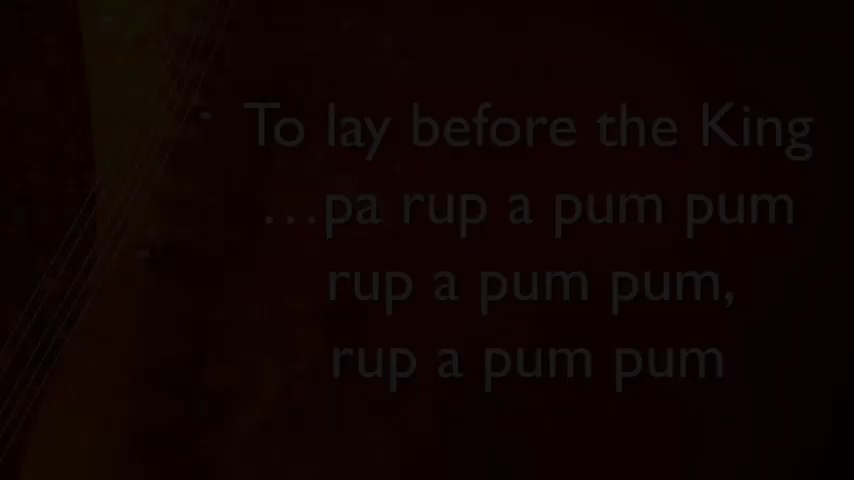 To lay before the King
…pa rup a pum pum
rup a pum pum,
rup a pum pum